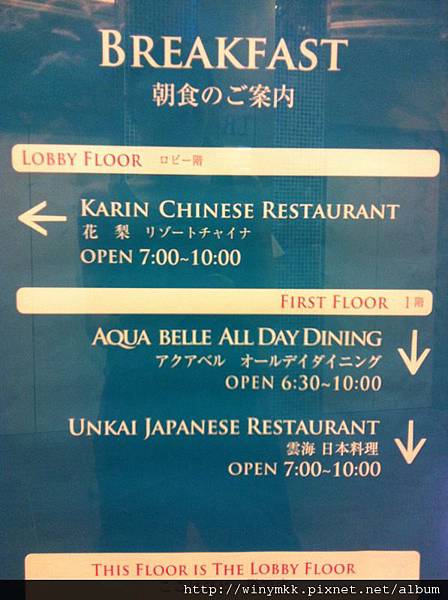 BREAKFAST
朝食のご案内
LOBBY FLOOR ロビー階
KARIN CHINESE RESTAURANT
花 梨 リゾートチャイナ
OPEN 7:00~10:00
FIRST FLOOR 1階
AQUA BELLE ALL DAY DINING
アクアベル オールデイダイニング
OPEN 6:30~10:00
UNKAI JAPANESE RESTAURANT
雲海 日本料理
OPEN 7:00~10:00
THIS FLOOR IS THE LOBBY FLOOR
http://winymkk.pixnet.net/album